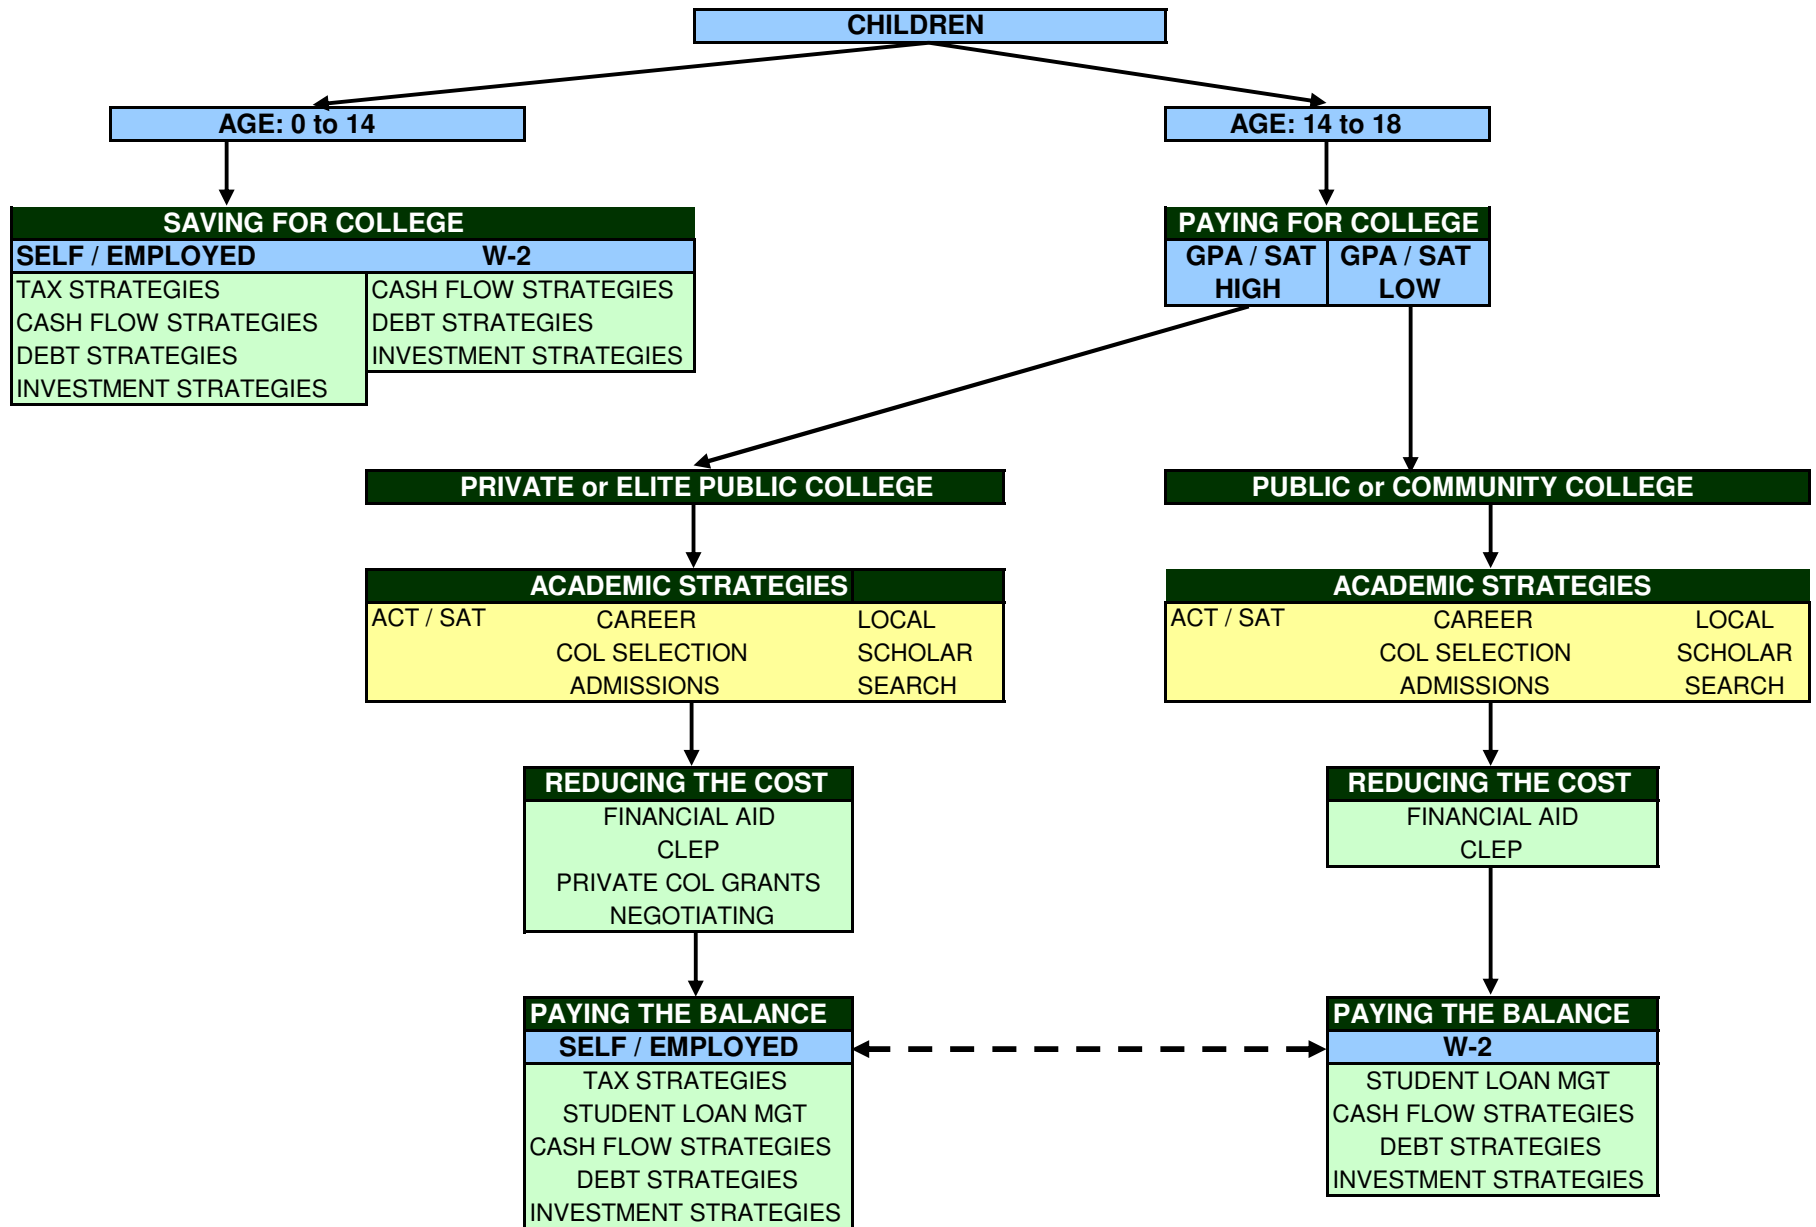 CHILDREN
AGE: 0 to 14
AGE: 14 to 18
SAVING FOR COLLEGE
SELF / EMPLOYED W-2
TAX STRATEGIES
CASH FLOW STRATEGIES
DEBT STRATEGIES
INVESTMENT STRATEGIES
CASH FLOW STRATEGIES
DEBT STRATEGIES
INVESTMENT STRATEGIES
PAYING FOR COLLEGE
GPA / SAT
HIGH
GPA / SAT
LOW
PRIVATE or ELITE PUBLIC COLLEGE
PUBLIC or COMMUNITY COLLEGE
ACADEMIC STRATEGIES
ACT / SAT
CAREER
COL SELECTION
ADMISSIONS
LOCAL
SCHOLAR
SEARCH
ACADEMIC STRATEGIES
ACT / SAT
CAREER
COL SELECTION
ADMISSIONS
LOCAL
SCHOLAR
SEARCH
REDUCING THE COST
FINANCIAL AID
CLEP
PRIVATE COL GRANTS
NEGOTIATING
REDUCING THE COST
FINANCIAL AID
CLEP
PAYING THE BALANCE
SELF / EMPLOYED
TAX STRATEGIES
STUDENT LOAN MGT
CASH FLOW STRATEGIES
DEBT STRATEGIES
INVESTMENT STRATEGIES
PAYING THE BALANCE
W-2
STUDENT LOAN MGT
CASH FLOW STRATEGIES
DEBT STRATEGIES
INVESTMENT STRATEGIES